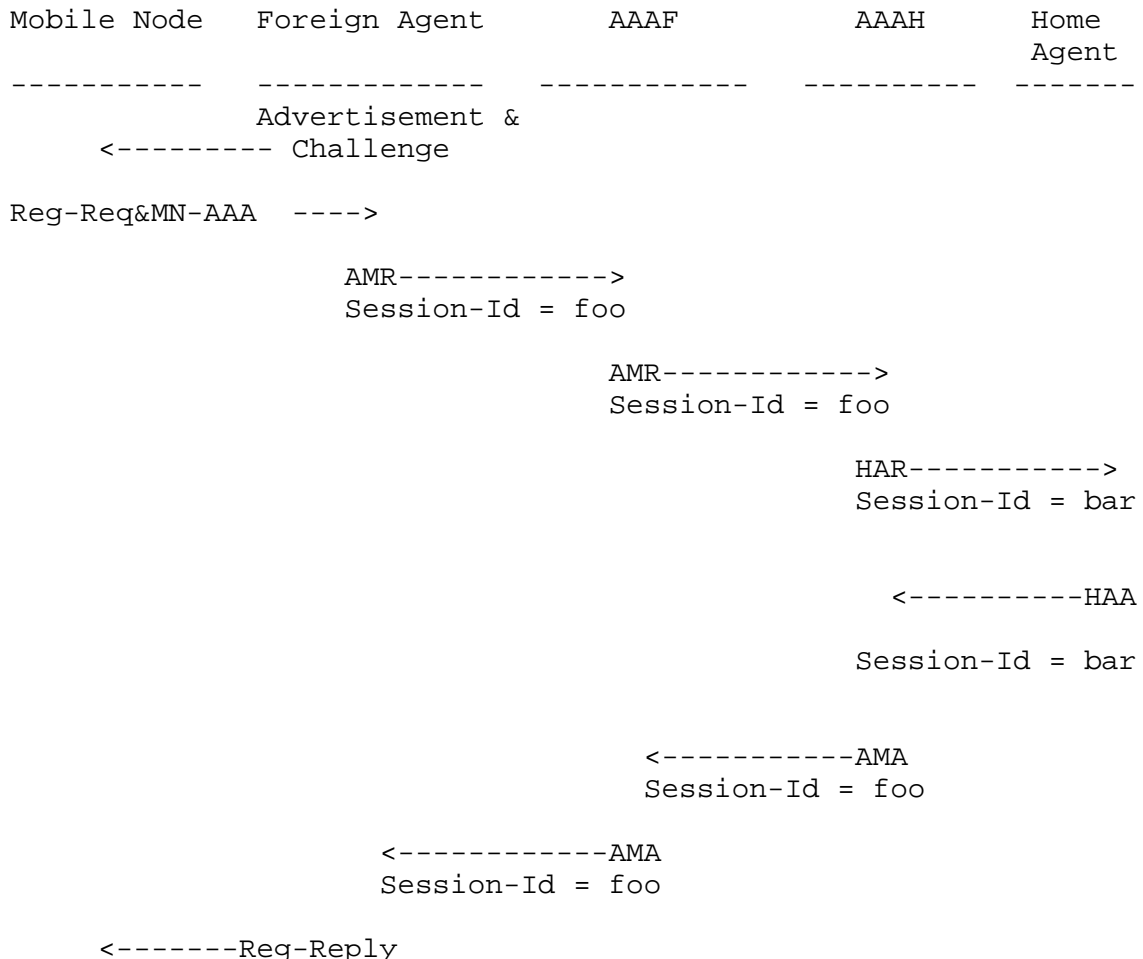 Mobile Node   Foreign Agent       AAAF          AAAH      Home
                                                          Agent
-----------   -------------   ------------   ----------  -------
              Advertisement &
     <--------- Challenge
Reg-Req&MN-AAA  ---->
                   AMR------------>
                   Session-Id = foo
                                  AMR------------>
                                  Session-Id = foo
                                                HAR----------->
                                                Session-Id = bar
                                                  <----------HAA
                                                Session-Id = bar
                                    <-----------AMA
                                    Session-Id = foo
                     <------------AMA
                     Session-Id = foo
     <-------Reg-Reply